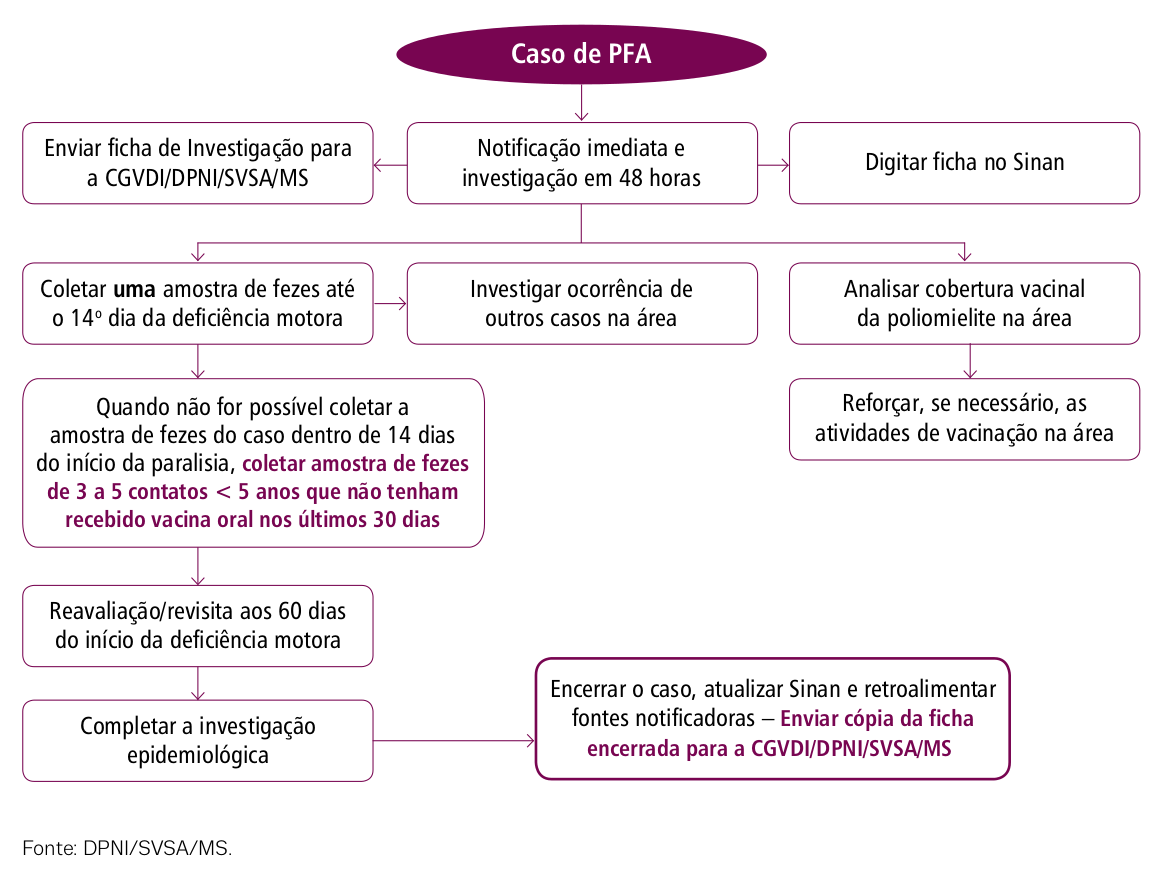 Caso de PFA
Enviar ficha de Investigação para
a CGVDI/DPNI/SVSA/MS
Notificação imediata e
investigação em 48 horas
Digitar ficha no Sinan
Coletar uma amostra de fezes até
o 14º dia da deficiência motora
Investigar ocorrência de
outros casos na área
Analisar cobertura vacinal
da poliomielite na área
Quando não for possível coletar a
amostra de fezes do caso dentro de 14 dias
do início da paralisia, coletar amostra de fezes
de 3 a 5 contatos < 5 anos que não tenham
recebido vacina oral nos últimos 30 dias
Reforçar, se necessário, as
atividades de vacinação na área
Reavaliação/revisita aos 60 dias
do início da deficiência motora
Completar a investigação
epidemiológica
Encerrar o caso, atualizar Sinan e retroalimentar
fontes notificadoras – Enviar cópia da ficha
encerrada para a CGVDI/DPNI/SVSA/MS
Fonte: DPNI/SVSA/MS.